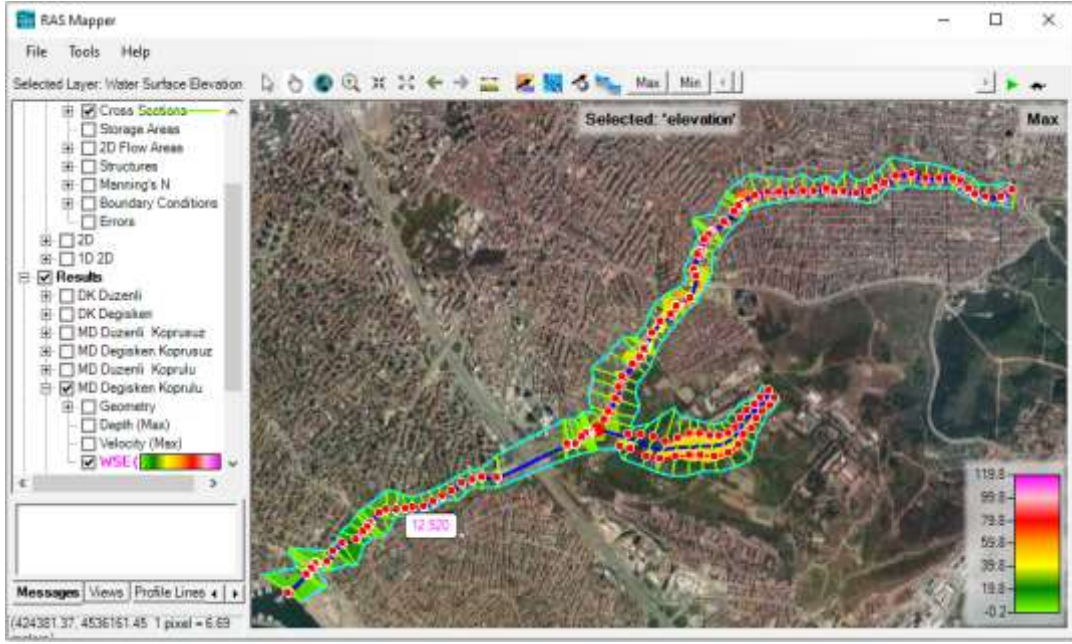 RAS Mapper
File Tools Help
Selected Layer: Water Surface Elevation
Max Min
Cross Sections
Storage Areas
2D Flow Areas
Structures
Manning's N
Boundary Conditions
Errors
2D
1D 2D
Results
DK Duzenli
DK Degisken
MD Duzenli Koprusuz
MD Degisken Koprusuz
MD Duzenli Koprulu
MD Degisken Koprulu
Geometry
Depth (Max)
Velocity (Max)
WSE (
Selected: 'elevation'
Max
12.920
119.8
99.8
79.8
59.8
39.8
19.8
-0.2
Messages Views Profile Lines
(424381.37, 4536161.45 1 pixel = 6.69